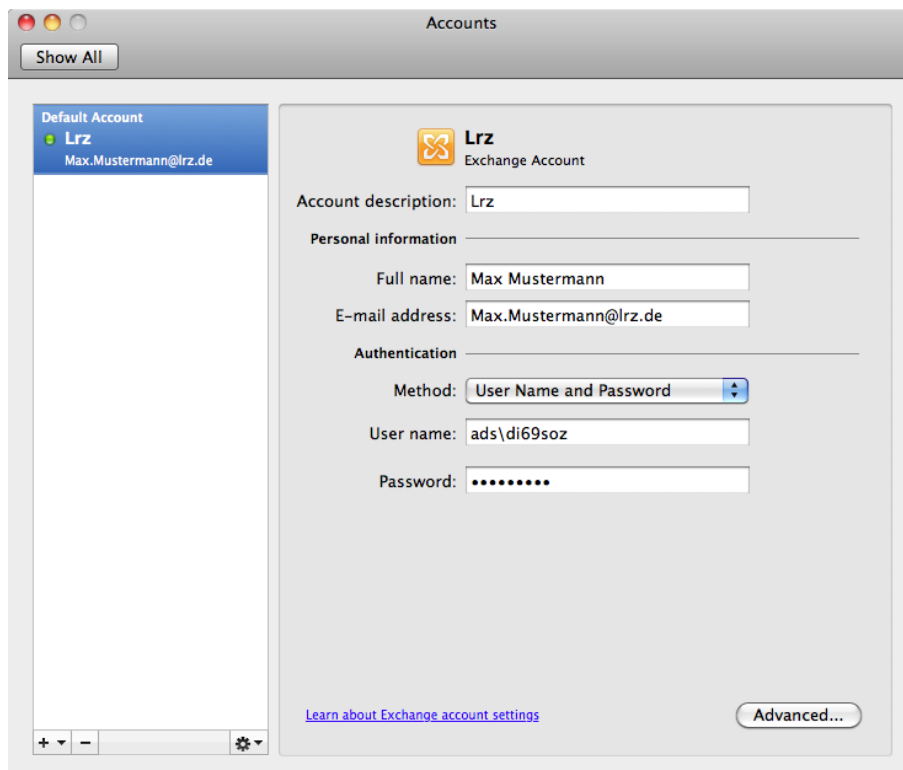 Accounts
Show All
Default Account
Lrz
Max.Mustermann@lrz.de
Lrz
Exchange Account
Account description: Lrz
Personal information
Full name: Max Mustermann
E-mail address: Max.Mustermann@lrz.de
Authentication
Method: User Name and Password
User name: ads\di69soz
Password: •••••••••
Learn about Exchange account settings
Advanced...